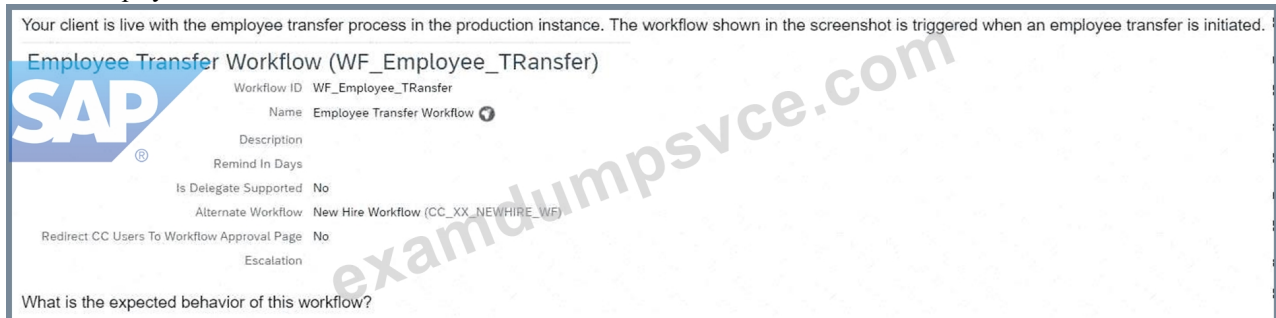 Your client is live with the employee transfer process in the production instance. The workflow shown in the screenshot is triggered when an employee transfer is initiated.
Employee Transfer Workflow (WF_Employee_TRansfer)
Workflow ID WF_Employee_TRansfer
Name Employee Transfer Workflow
Description
Remind In Days
Is Delegate Supported No
Alternate Workflow New Hire Workflow (CC_XX_NEWHIRE_WF)
Redirect CC Users To Workflow Approval Page No
Escalation
What is the expected behavior of this workflow?
SAP
®
examdumpsvce.com